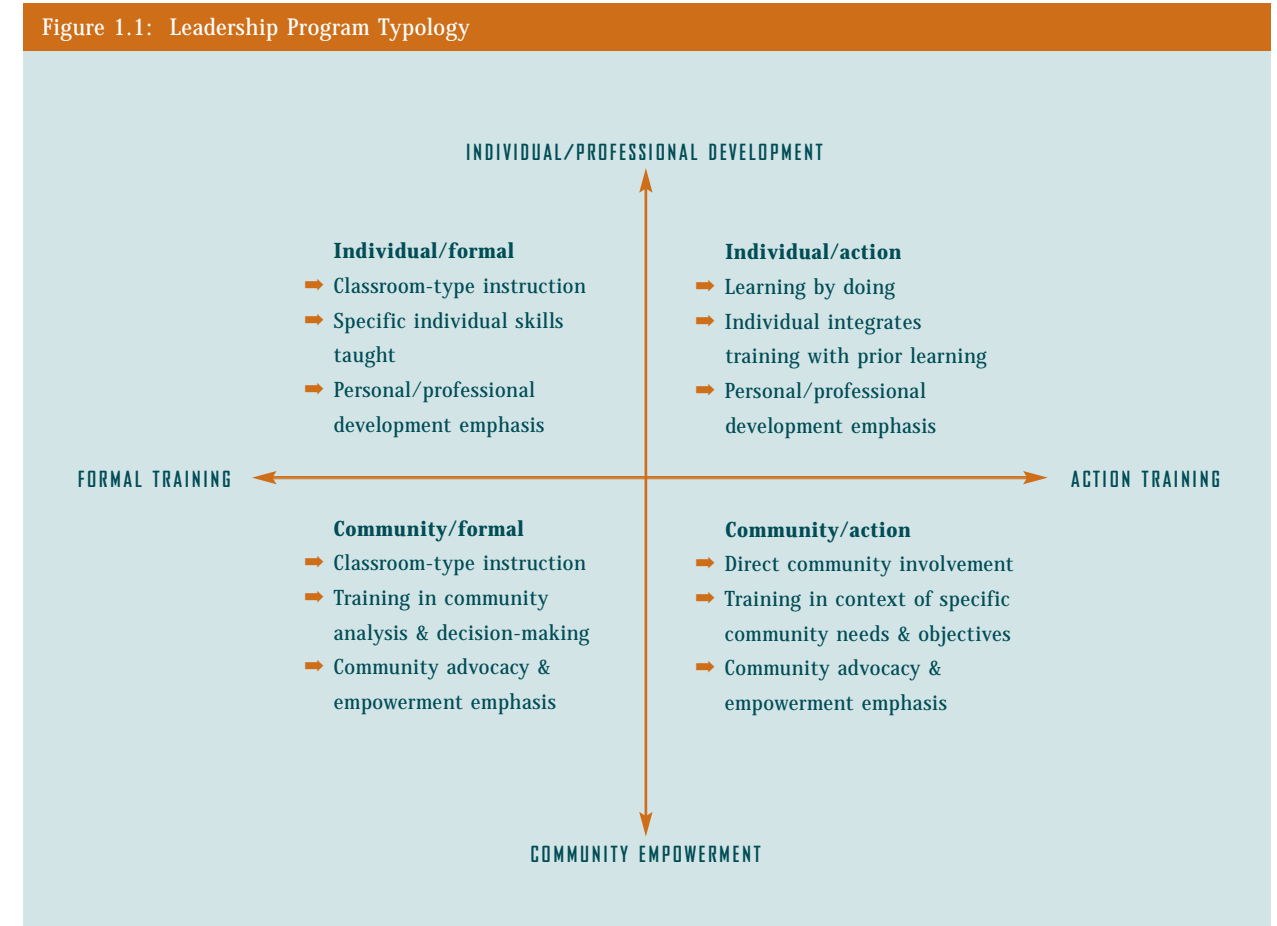 Figure 1.1: Leadership Program Typology
INDIVIDUAL/PROFESSIONAL DEVELOPMENT
Individual/formal
➡ Classroom-type instruction
➡ Specific individual skills
taught
➡ Personal/professional
development emphasis
Individual/action
➡ Learning by doing
➡ Individual integrates
training with prior learning
➡ Personal/professional
development emphasis
FORMAL TRAINING
ACTION TRAINING
Community/formal
➡ Classroom-type instruction
➡ Training in community
analysis & decision-making
➡ Community advocacy &
empowerment emphasis
Community/action
➡ Direct community involvement
➡ Training in context of specific
community needs & objectives
➡ Community advocacy &
empowerment emphasis
COMMUNITY EMPOWERMENT